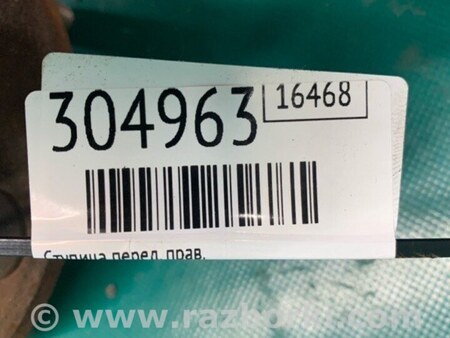 304963 16468
Ступица перед. прав.
© www.razborka.com